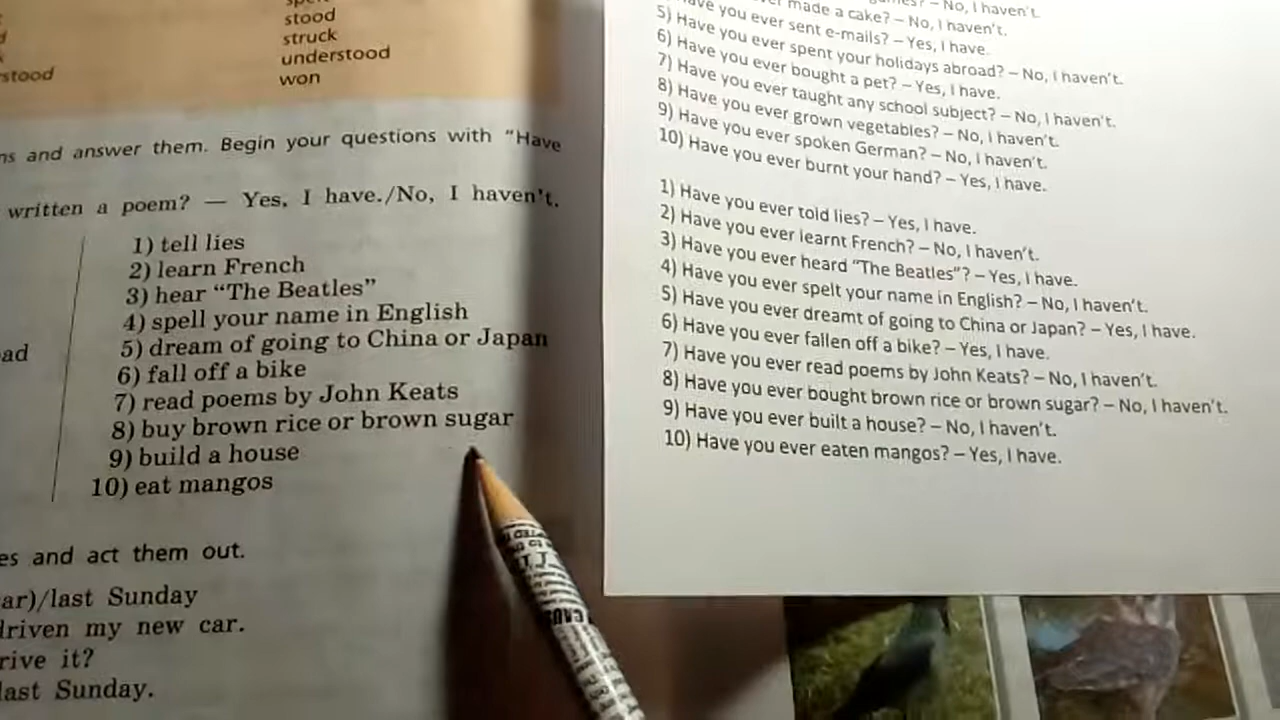 stood
struck
understood
won
rstood
ns and answer them. Begin your questions with "Have
written a poem? — Yes, I have./No, I haven't.
1) tell lies
2) learn French
3) hear "The Beatles"
4) spell your name in English
5) dream of going to China or Japan
6) fall off a bike
7) read poems by John Keats
8) buy brown rice or brown sugar
9) build a house
10) eat mangos
ead
es and act them out.
ar)/last Sunday
driven my new car.
rive it?
last Sunday.
– No, I haven't.
made a cake? – No, I haven't.
5) Have you ever sent e-mails? – Yes, I have.
6) Have you ever spent your holidays abroad? – No, I haven't.
7) Have you ever bought a pet? – Yes, I have.
8) Have you ever taught any school subject? – No, I haven't.
9) Have you ever grown vegetables? – No, I haven't.
10) Have you ever spoken German? – No, I haven't.
Have you ever burnt your hand? – Yes, I have.
1) Have you ever told lies? – Yes, I have.
2) Have you ever learnt French? – No, I haven't.
3) Have you ever heard "The Beatles"? – Yes, I have.
4) Have you ever spelt your name in English? – No, I haven't.
5) Have you ever dreamt of going to China or Japan? – Yes, I have.
6) Have you ever fallen off a bike? – Yes, I have.
7) Have you ever read poems by John Keats? – No, I haven't.
8) Have you ever bought brown rice or brown sugar? – No, I haven't.
9) Have you ever built a house? – No, I haven't.
10) Have you ever eaten mangos? – Yes, I have.